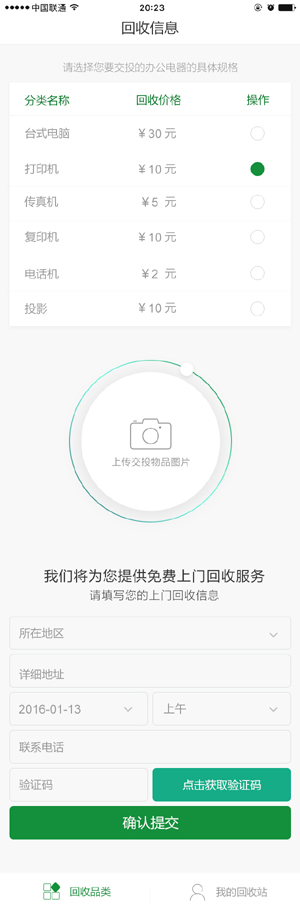 中国联通 20:23
回收信息
请选择您要交投的办公电器的具体规格
分类名称 回收价格 操作
台式电脑 ￥30 元
打印机 ￥10 元
传真机 ￥5 元
复印机 ￥10 元
电话机 ￥2 元
投影 ￥10 元
上传交投物品图片
我们将为您提供免费上门回收服务
请填写您的上门回收信息
所在地区
详细地址
2016-01-13 上午
联系电话
验证码 点击获取验证码
确认提交
回收品类 我的回收站